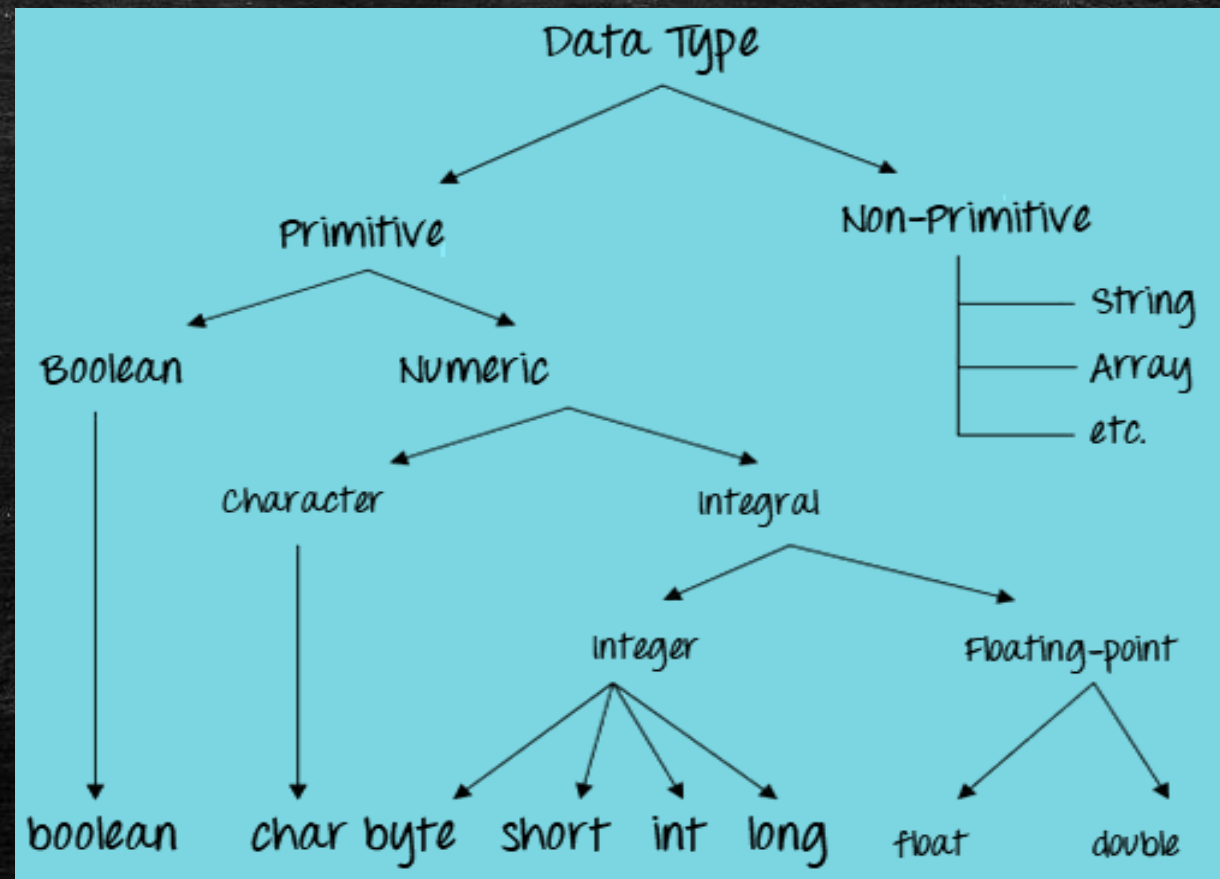 Data Type
Primitive
Non-Primitive
String
Array
etc.
Boolean
Numeric
Character
Integral
Integer
Floating-point
boolean
char
byte
short
int
long
float
double